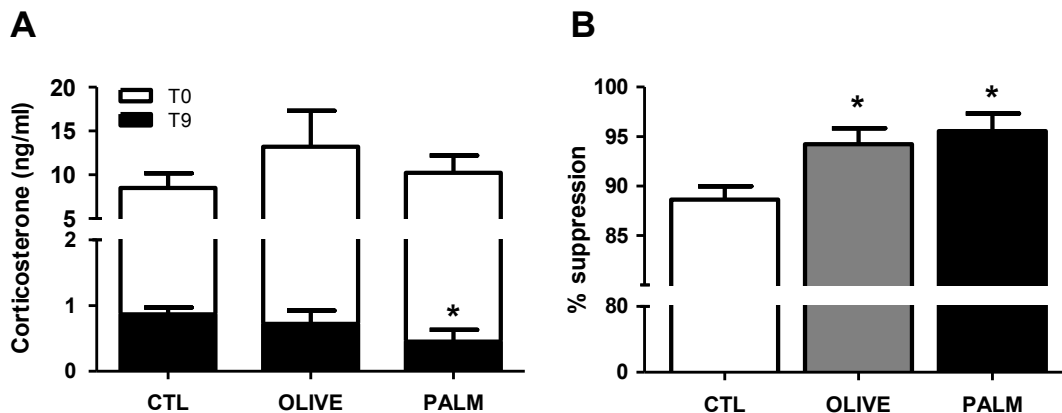 A
Corticosterone (ng/ml)
20
15
10
5
2
1
0
T0
T9
*
CTL OLIVE PALM
B
% suppression
100
95
90
85
80
0
* *
CTL OLIVE PALM